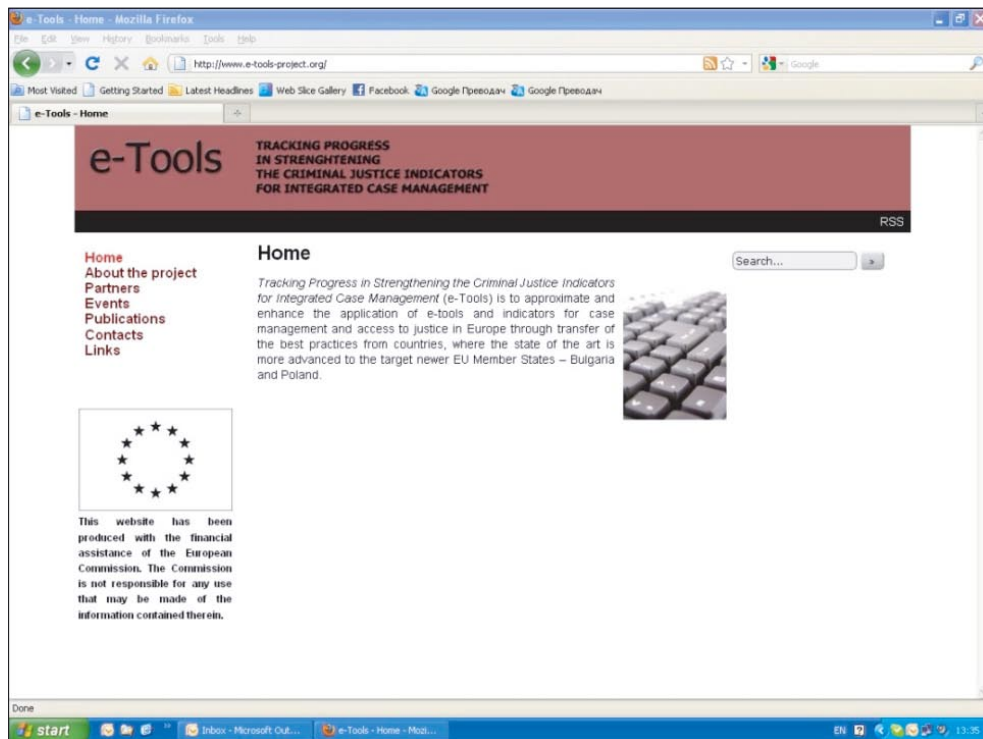 e-Tools - Home - Mozilla Firefox
File Edit View History Bookmarks Tools Help
http://www.e-tools-project.org/
Google
Most Visited Getting Started Latest Headlines Web Slice Gallery Facebook Google Преводач Google Преводач
e-Tools - Home
e-Tools
TRACKING PROGRESS
IN STRENGHTENING
THE CRIMINAL JUSTICE INDICATORS
FOR INTEGRATED CASE MANAGEMENT
RSS
Home
About the project
Partners
Events
Publications
Contacts
Links
Home
Tracking Progress in Strengthening the Criminal Justice Indicators
for Integrated Case Management (e-Tools) is to approximate and
enhance the application of e-tools and indicators for case
management and access to justice in Europe through transfer of
the best practices from countries, where the state of the art is
more advanced to the target newer EU Member States – Bulgaria
and Poland.
Search...
»
This website has been
produced with the financial
assistance of the European
Commission. The Commission
is not responsible for any use
that may be made of the
information contained therein.
Done
start
Inbox - Microsoft Out...
e-Tools - Home - Mozi...
EN
13:35